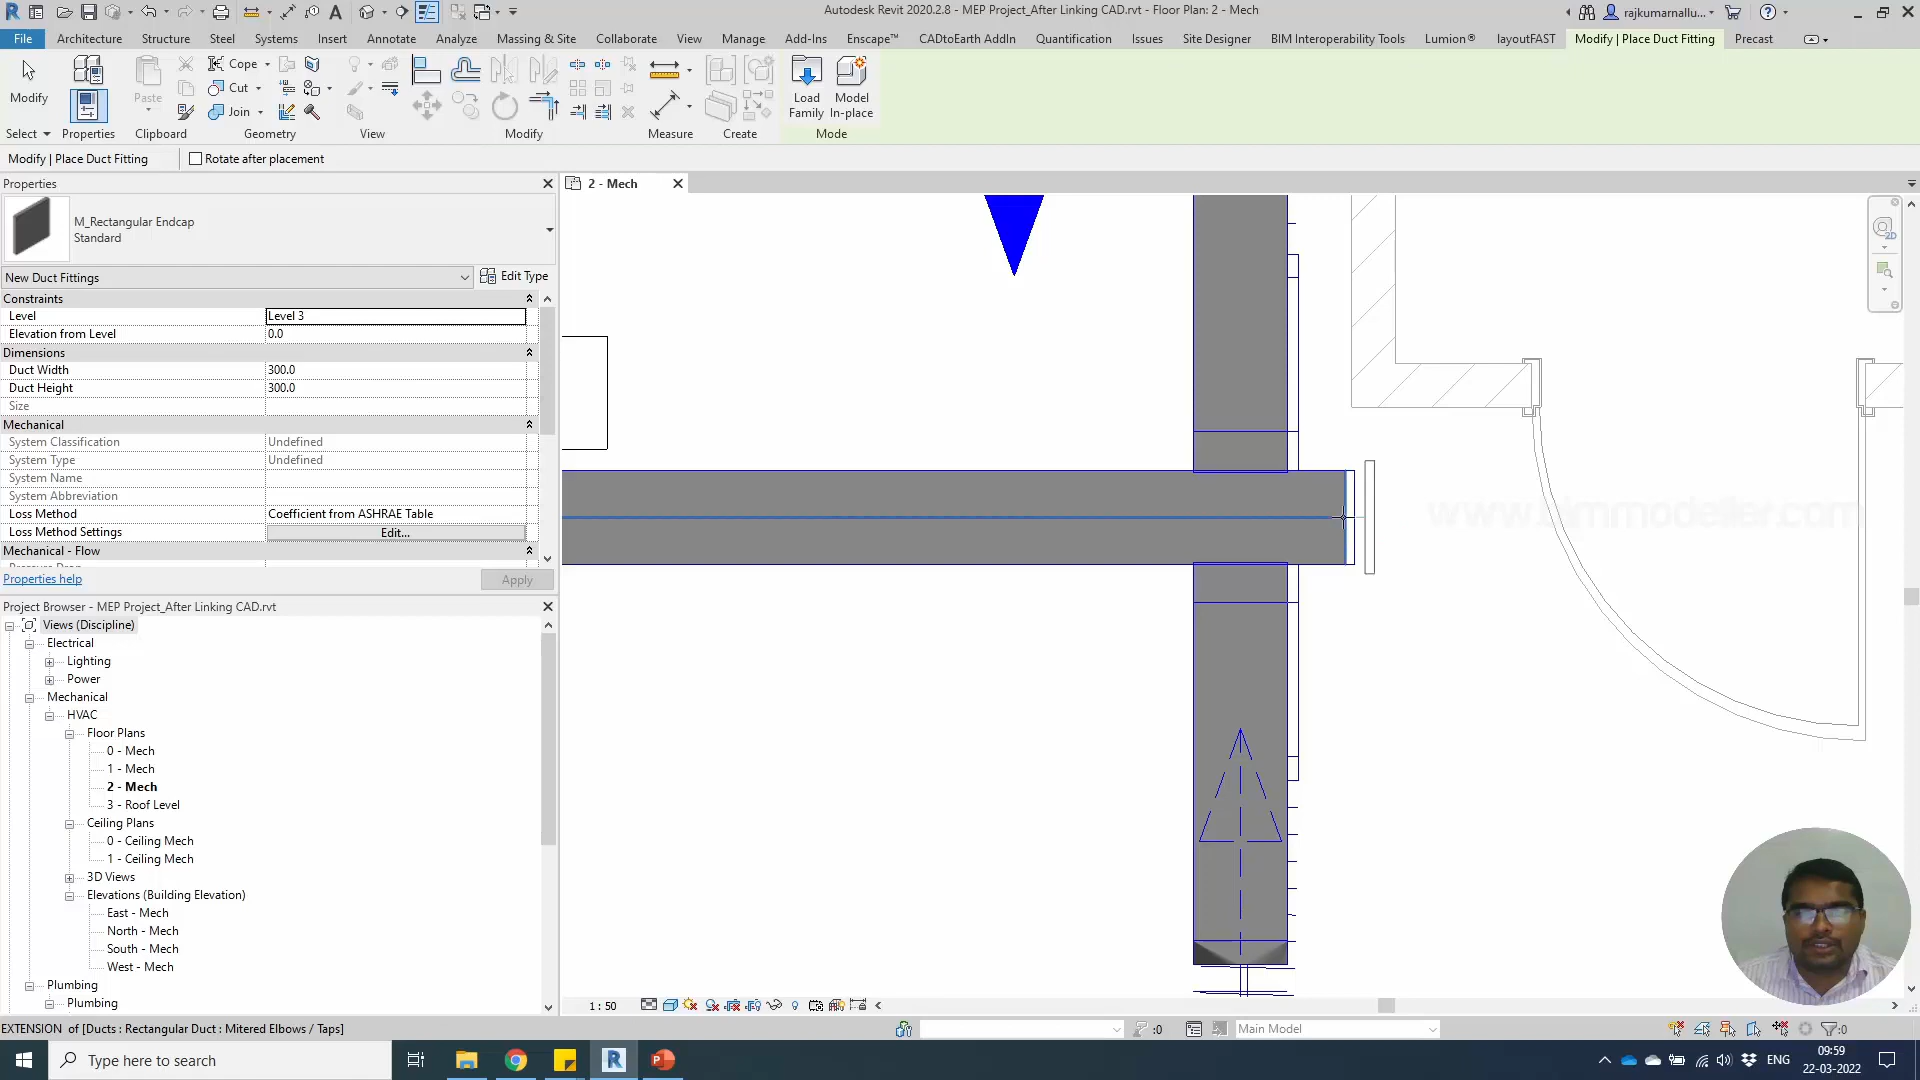 Autodesk Revit 2020.2.8 - MEP Project_After Linking CAD.rvt - Floor Plan: 2 - Mech
rajkumarnallu...
File Architecture Structure Steel Systems Insert Annotate Analyze Massing & Site Collaborate View Manage Add-Ins Enscape™ CADtoEarth AddIn Quantification Issues Site Designer BIM Interoperability Tools Lumion® layoutFAST Modify | Place Duct Fitting Precast
Modify
Paste
Cope
Cut
Join
Load Family
Model In-place
Select Properties Clipboard Geometry View Modify Measure Create Mode
Modify | Place Duct Fitting Rotate after placement
Properties
2 - Mech
M_Rectangular Endcap
Standard
New Duct Fittings Edit Type
Constraints
Level Level 3
Elevation from Level 0.0
Dimensions
Duct Width 300.0
Duct Height 300.0
Size
Mechanical
System Classification Undefined
System Type Undefined
System Name
System Abbreviation
Loss Method Coefficient from ASHRAE Table
Loss Method Settings Edit...
Mechanical - Flow
Properties help Apply
www.bimmodeller.com
Project Browser - MEP Project_After Linking CAD.rvt
Views (Discipline)
Electrical
Lighting
Power
Mechanical
HVAC
Floor Plans
0 - Mech
1 - Mech
2 - Mech
3 - Roof Level
Ceiling Plans
0 - Ceiling Mech
1 - Ceiling Mech
3D Views
Elevations (Building Elevation)
East - Mech
North - Mech
South - Mech
West - Mech
Plumbing
Plumbing
1 : 50
EXTENSION of [Ducts : Rectangular Duct : Mitered Elbows / Taps]
:0
Main Model
:0
Type here to search
ENG
09:59
22-03-2022